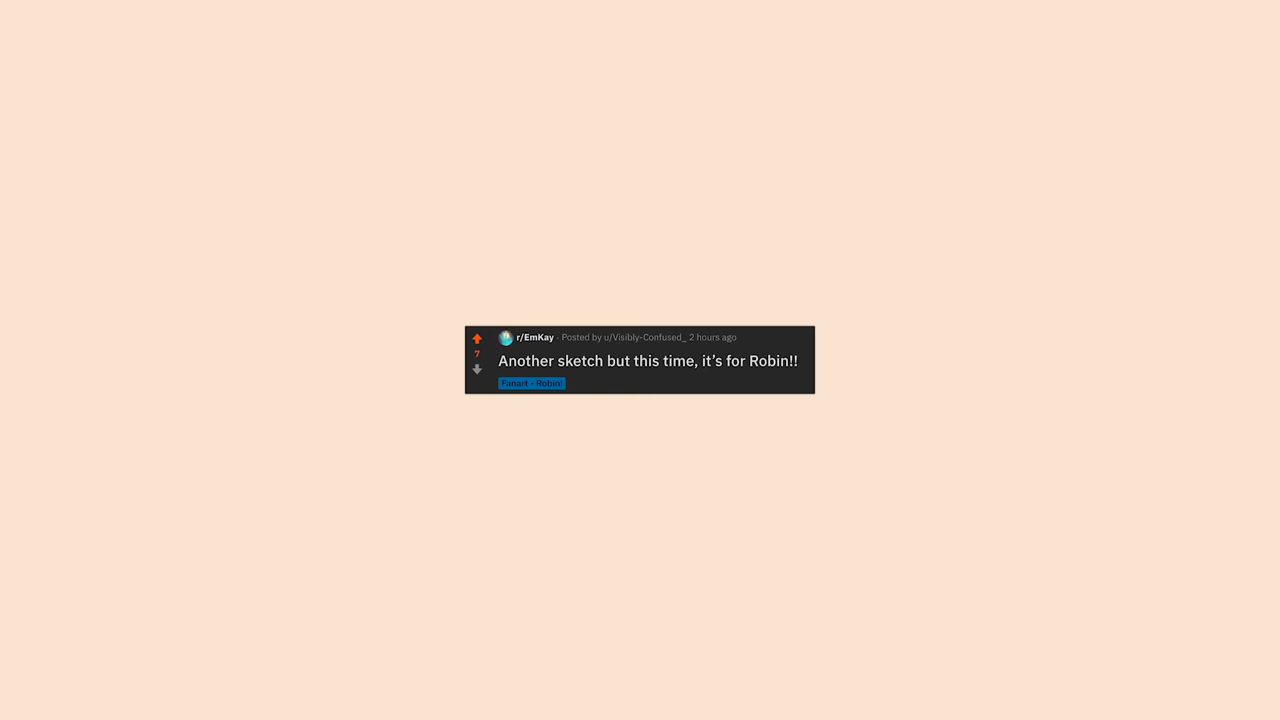 r/EmKay · Posted by u/Visibly-Confused_ 2 hours ago
7
Another sketch but this time, it's for Robin!!
Fanart - Robin!